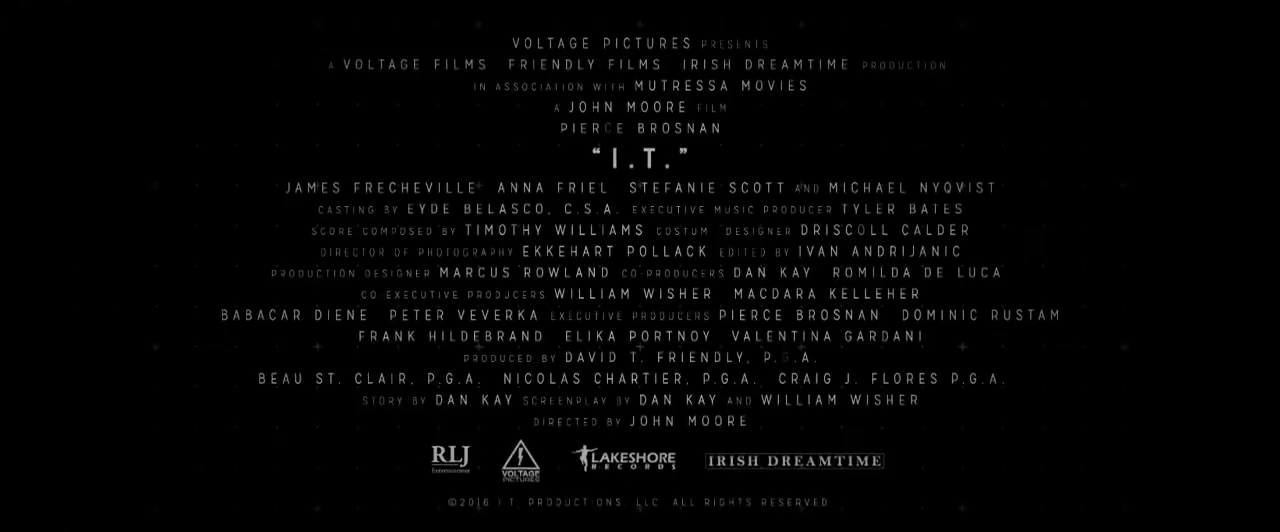 VOLTAGE PICTURES PRESENTS
A VOLTAGE FILMS FRIENDLY FILMS IRISH DREAMTIME PRODUCTION
IN ASSOCIATION WITH MUTRESSA MOVIES
A JOHN MOORE FILM
PIERCE BROSNAN
“I.T.”
JAMES FRECHEVILLE ANNA FRIEL STEFANIE SCOTT AND MICHAEL NYQVIST
CASTING BY EYDE BELASCO, C.S.A. EXECUTIVE MUSIC PRODUCER TYLER BATES
SCORE COMPOSED BY TIMOTHY WILLIAMS COSTUM DESIGNER DRISCOLL CALDER
DIRECTOR OF PHOTOGRAPHY EKKEHART POLLACK EDITED BY IVAN ANDRIJANIC
PRODUCTION DESIGNER MARCUS ROWLAND CO-PRODUCERS DAN KAY ROMILDA DE LUCA
CO EXECUTIVE PRODUCERS WILLIAM WISHER MACDARA KELLEHER
BABACAR DIENE PETER VEVERKA EXECUTIVE PRODUCERS PIERCE BROSNAN DOMINIC RUSTAM
FRANK HILDEBRAND ELIKA PORTNOY VALENTINA GARDANI
PRODUCED BY DAVID T. FRIENDLY, P.G.A.
BEAU ST. CLAIR, P.G.A. NICOLAS CHARTIER, P.G.A. CRAIG J. FLORES P.G.A.
STORY BY DAN KAY SCREENPLAY BY DAN KAY AND WILLIAM WISHER
DIRECTED BY JOHN MOORE
RLJ Entertainment VOLTAGE PICTURES LAKESHORE RECORDS IRISH DREAMTIME
©2016 I.T. PRODUCTIONS, LLC. ALL RIGHTS RESERVED